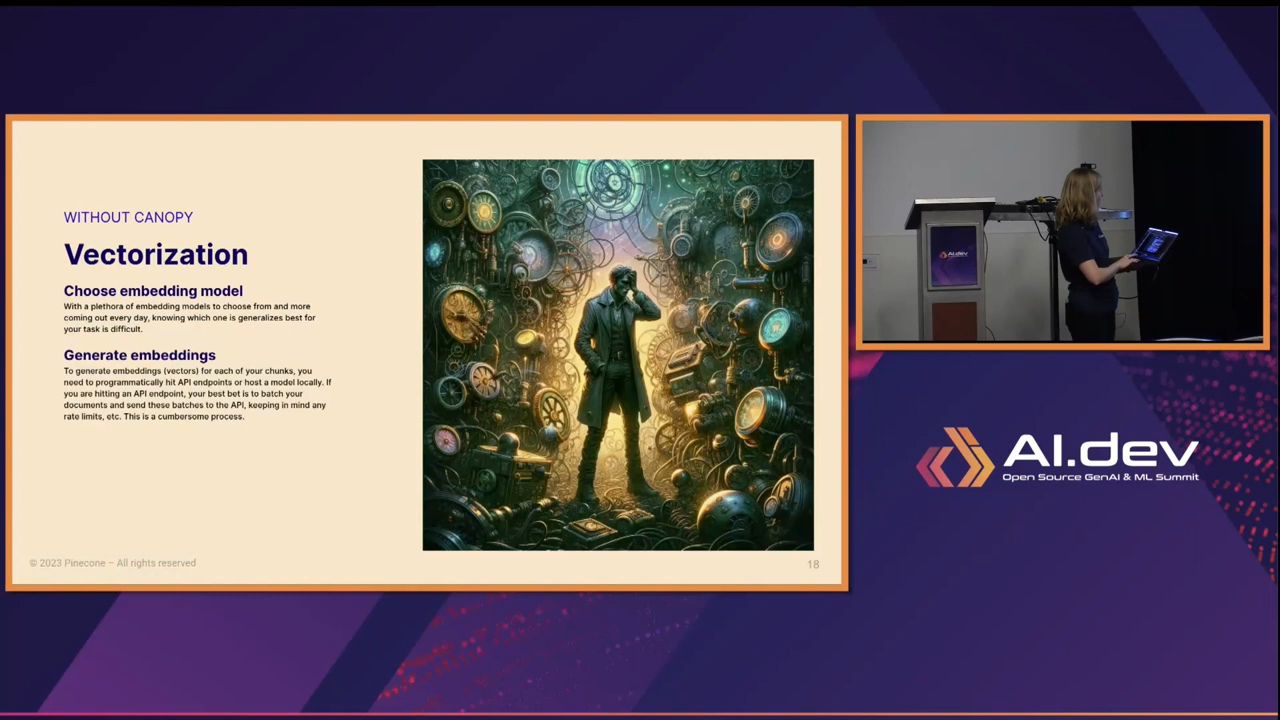 WITHOUT CANOPY
Vectorization
Choose embedding model
With a plethora of embedding models to choose from and more
coming out every day, knowing which one is generalizes best for
your task is difficult.
Generate embeddings
To generate embeddings (vectors) for each of your chunks, you
need to programmatically hit API endpoints or host a model locally. If
you are hitting an API endpoint, your best bet is to batch your
documents and send these batches to the API, keeping in mind any
rate limits, etc. This is a cumbersome process.
© 2023 Pinecone – All rights reserved
18
AI.dev
AI.dev
Open Source GenAI & ML Summit